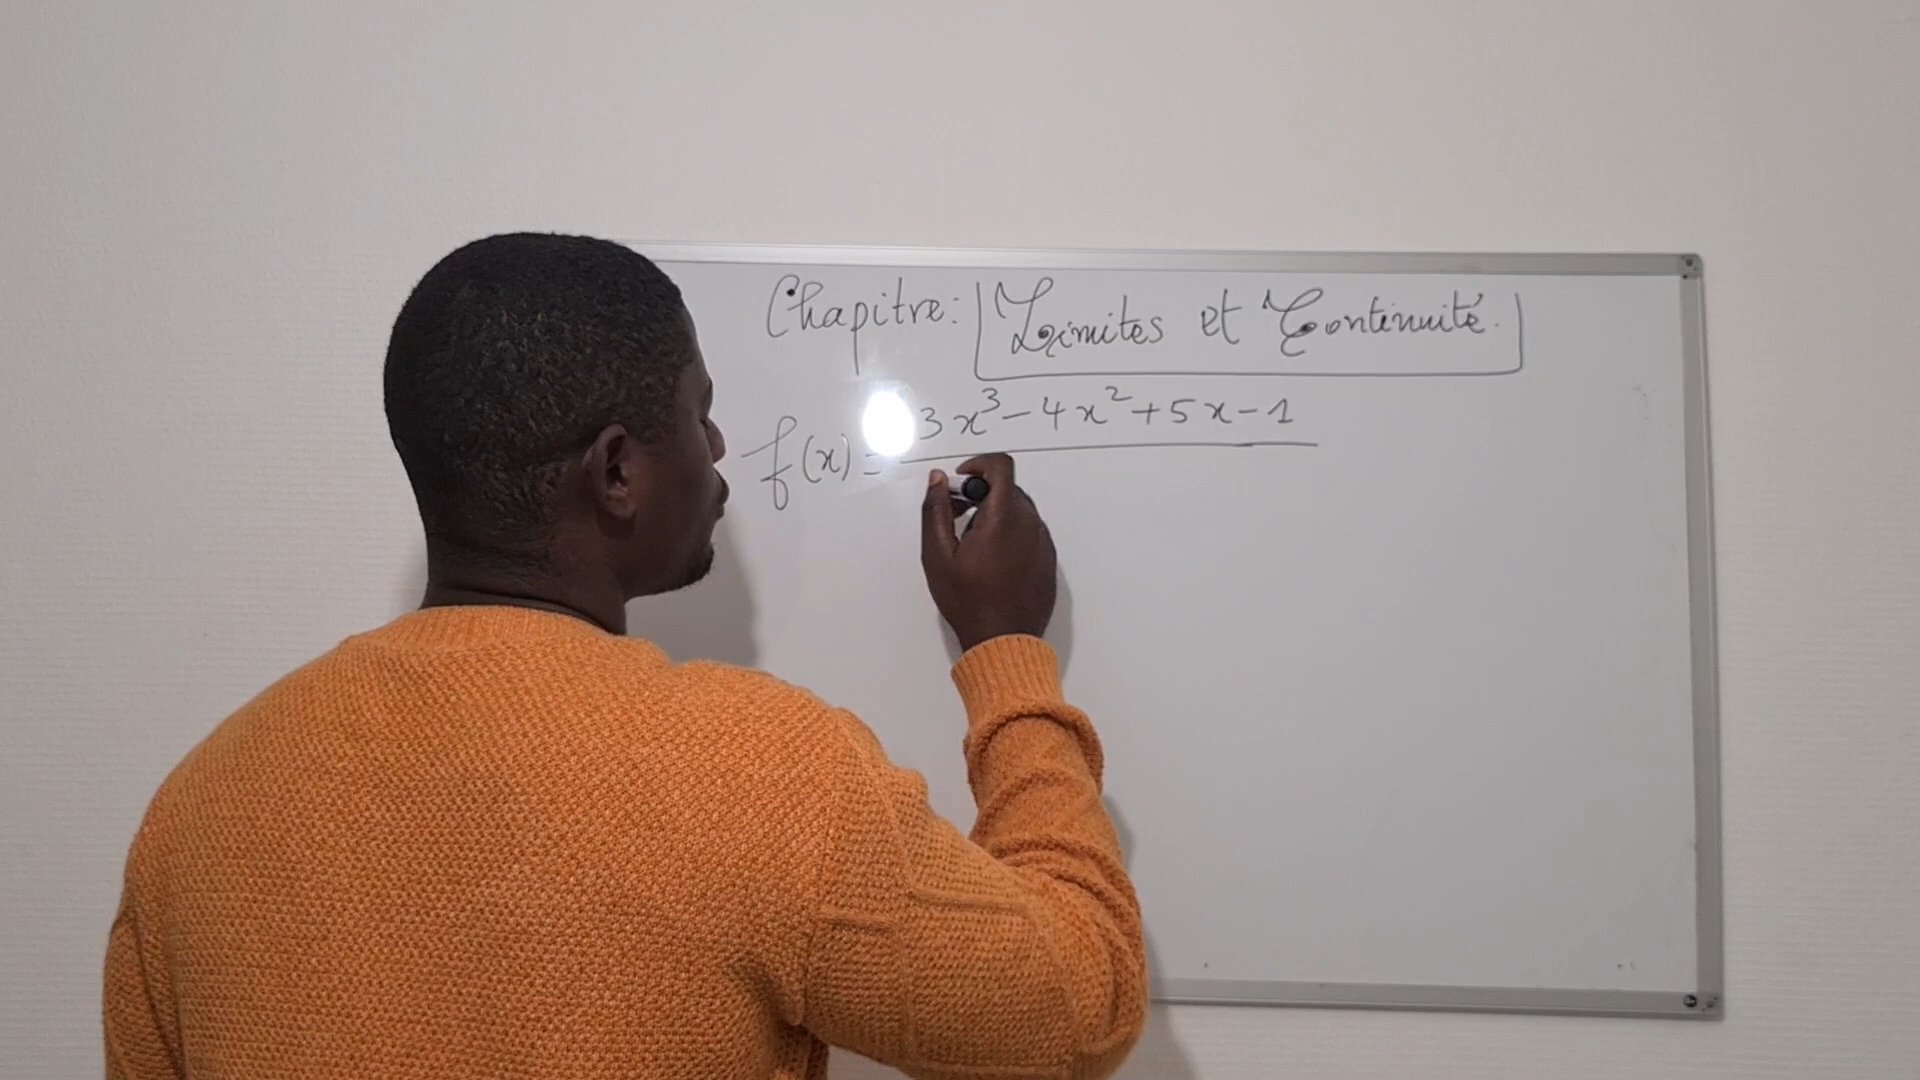 Chapitre: Limites et Continuité.
3x³-4x²+5x-1
f(x)=